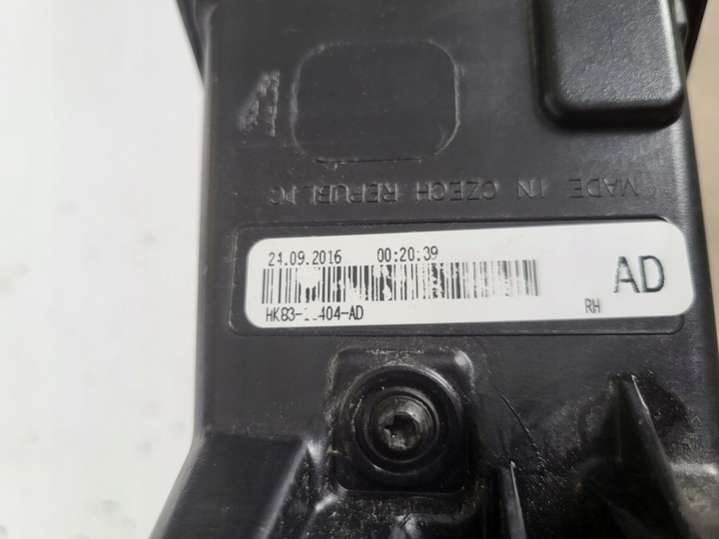 MADE IN CZECH REPUBLIC
24.09.2016 00:20:39
AD
RH